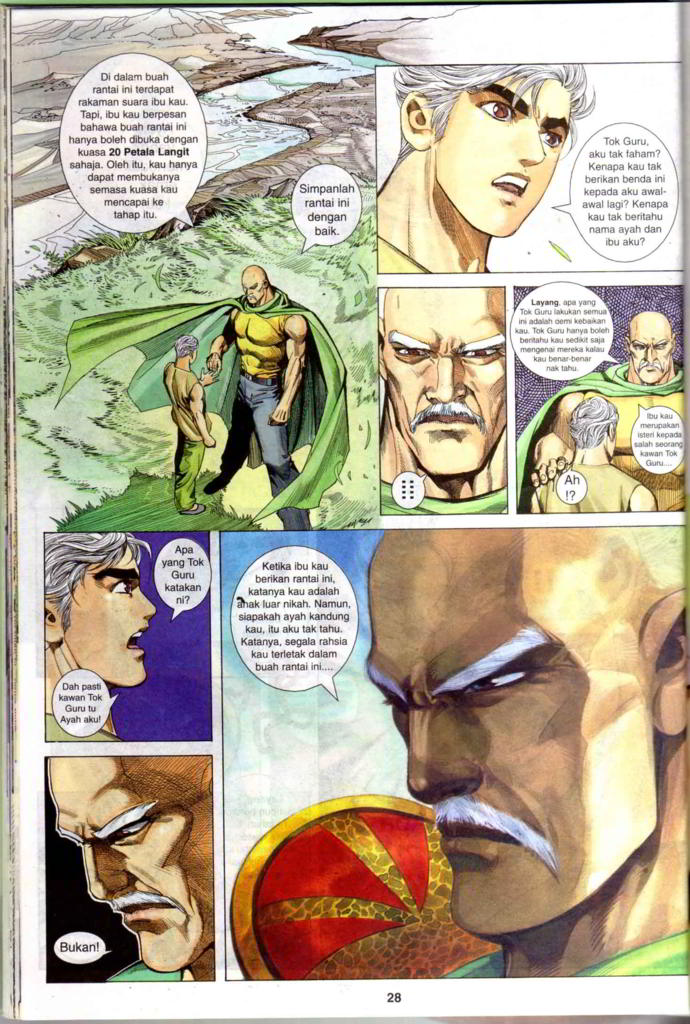 Di dalam buah
rantai ini terdapat
rakaman suara ibu kau.
Tapi, ibu kau berpesan
bahawa buah rantai ini
hanya boleh dibuka dengan
kuasa 20 Petala Langit
sahaja. Oleh itu, kau hanya
dapat membukanya
semasa kuasa kau
mencapai ke
tahap itu.
Simpanlah
rantai ini
dengan
baik.
Tok Guru,
aku tak faham?
Kenapa kau tak
berikan benda ini
kepada aku awal-
awal lagi? Kenapa
kau tak beritahu
nama ayah dan
ibu aku?
Layang, apa yang
Tok Guru lakukan semua
ini adalah demi kebaikan
kau. Tok Guru hanya boleh
beritahu kau sedikit saja
mengenai mereka kalau
kau benar-benar
nak tahu.
Ibu kau
merupakan
isteri kepada
salah seorang
kawan Tok
Guru....
Ah
!?
Apa
yang Tok
Guru
katakan
ni?
Dah pasti
kawan Tok
Guru tu
Ayah aku!
Ketika ibu kau
berikan rantai ini,
katanya kau adalah
anak luar nikah. Namun,
siapakah ayah kandung
kau, itu aku tak tahu.
Katanya, segala rahsia
kau terletak dalam
buah rantai ini....
Bukan!
28